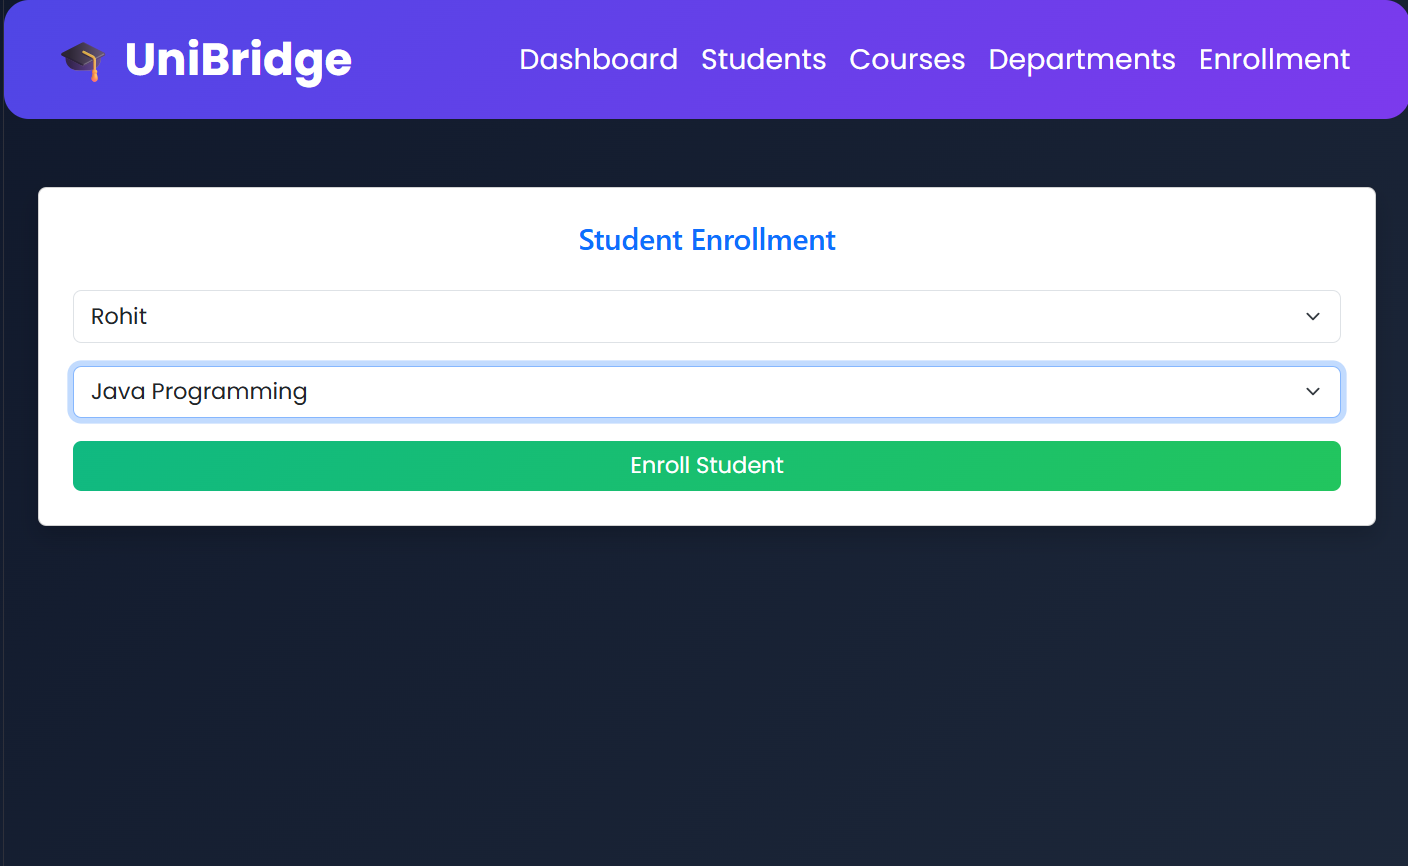 UniBridge
Dashboard Students Courses Departments Enrollment
Student Enrollment
Rohit
Java Programming
Enroll Student